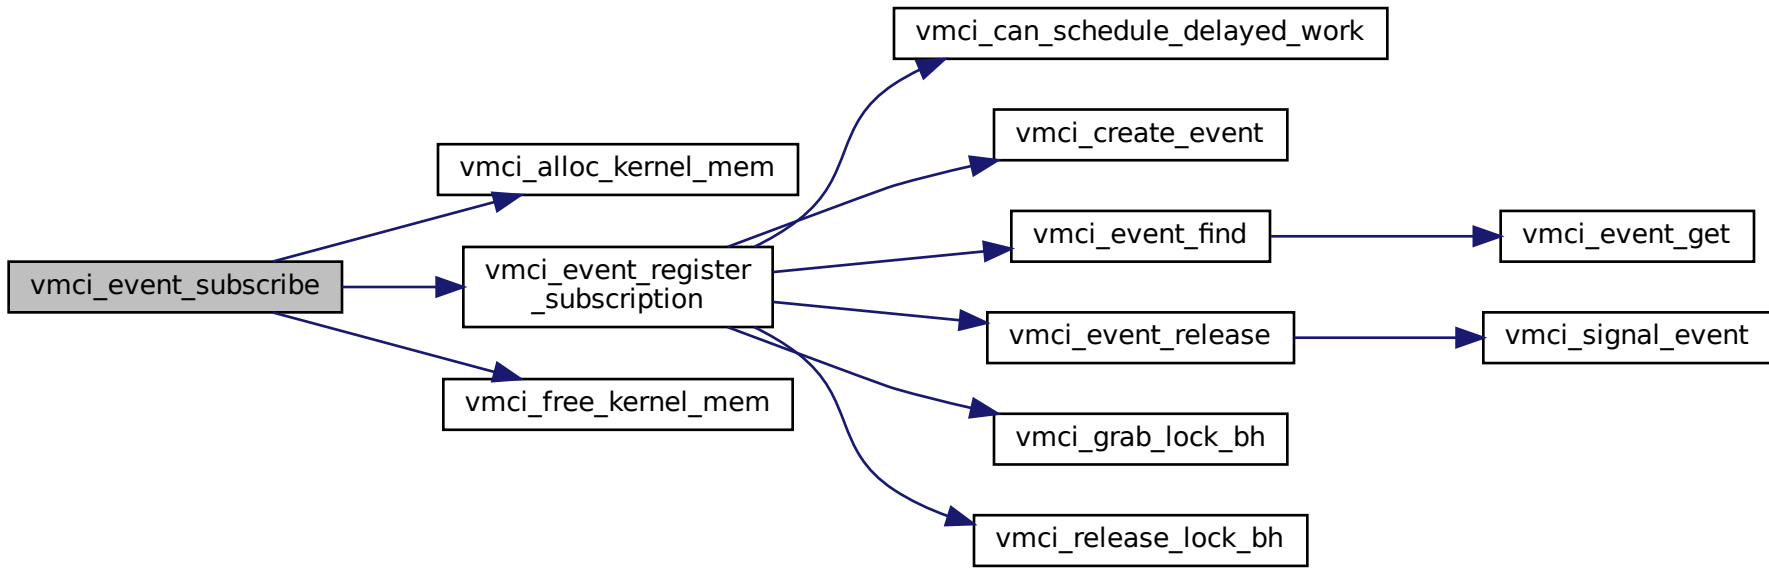 vmci_event_subscribe
vmci_alloc_kernel_mem
vmci_event_register
_subscription
vmci_free_kernel_mem
vmci_can_schedule_delayed_work
vmci_create_event
vmci_event_find
vmci_event_release
vmci_grab_lock_bh
vmci_release_lock_bh
vmci_event_get
vmci_signal_event